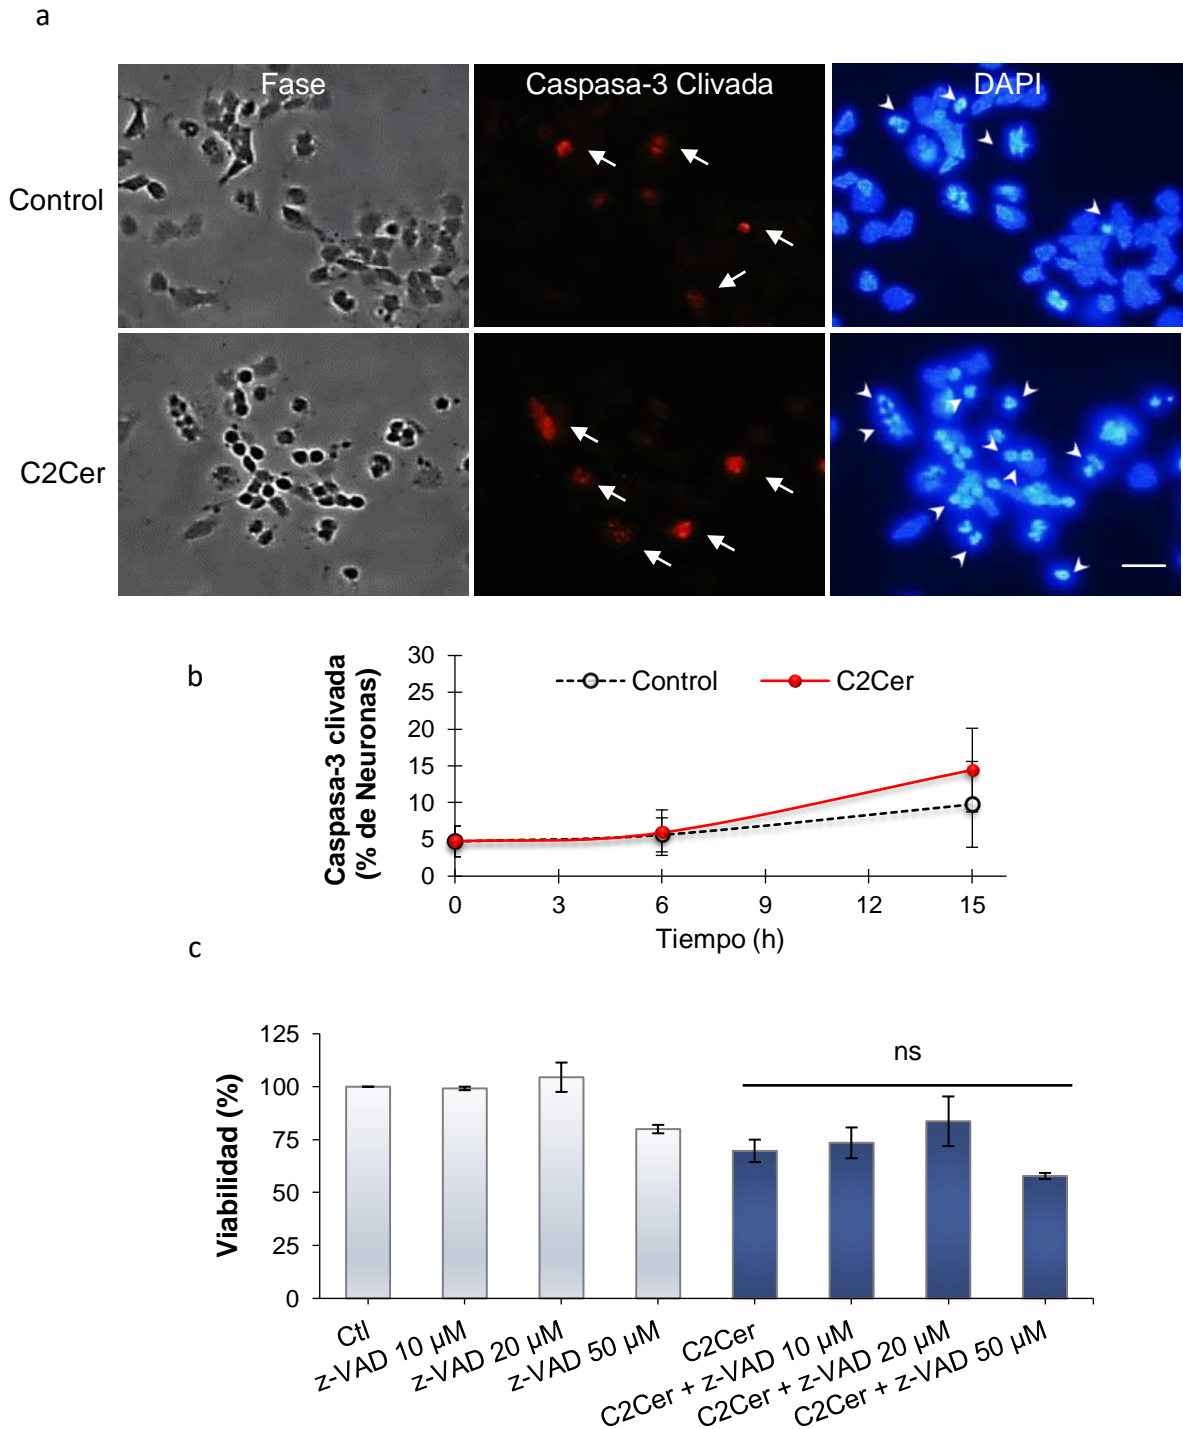 a
Fase
Caspasa-3 Clivada
DAPI
Control
C2Cer
b
Caspasa-3 clivada
(% de Neuronas)
30
25
20
15
10
5
0
Control
C2Cer
0
3
6
9
12
15
Tiempo (h)
c
Viabilidad (%)
125
100
75
50
25
0
ns
Ctl
z-VAD 10 µM
z-VAD 20 µM
z-VAD 50 µM
C2Cer
C2Cer + z-VAD 10 µM
C2Cer + z-VAD 20 µM
C2Cer + z-VAD 50 µM